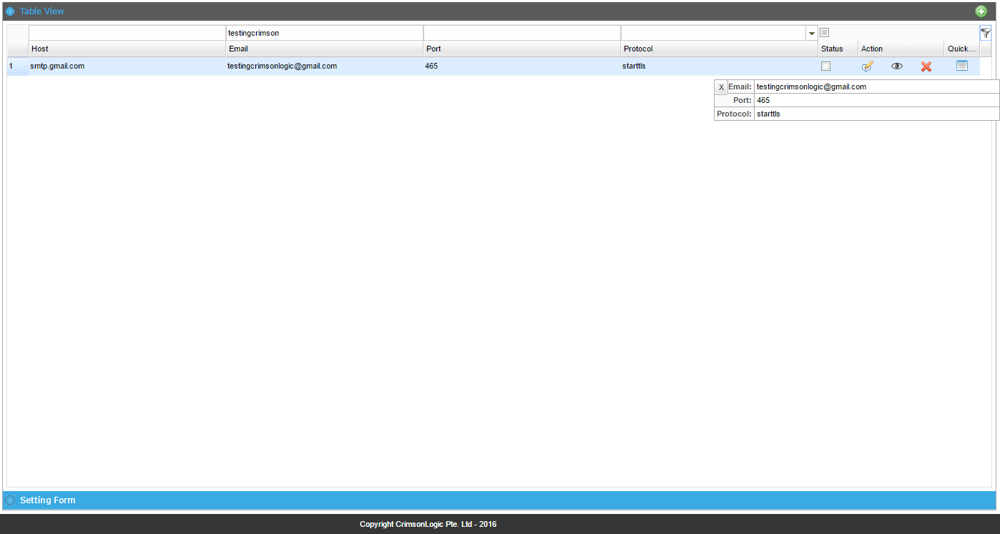 Table View
testingcrimson
Host Email Port Protocol Status Action Quick...
1 smtp.gmail.com testingcrimsonlogic@gmail.com 465 starttls
X Email: testingcrimsonlogic@gmail.com
Port: 465
Protocol: starttls
Setting Form
Copyright CrimsonLogic Pte. Ltd - 2016